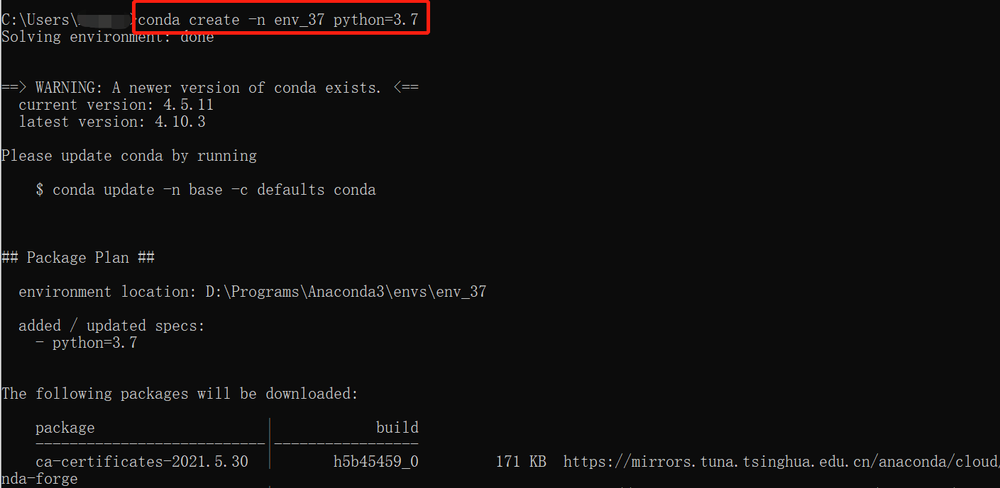 C:\Users\ >conda create -n env_37 python=3.7
Solving environment: done
==> WARNING: A newer version of conda exists. <==
current version: 4.5.11
latest version: 4.10.3
Please update conda by running
$ conda update -n base -c defaults conda
## Package Plan ##
environment location: D:\Programs\Anaconda3\envs\env_37
added / updated specs:
- python=3.7
The following packages will be downloaded:
package | build
---------------------------|-----------------
ca-certificates-2021.5.30 | h5b45459_0 171 KB https://mirrors.tuna.tsinghua.edu.cn/anaconda/cloud/
nda-forge